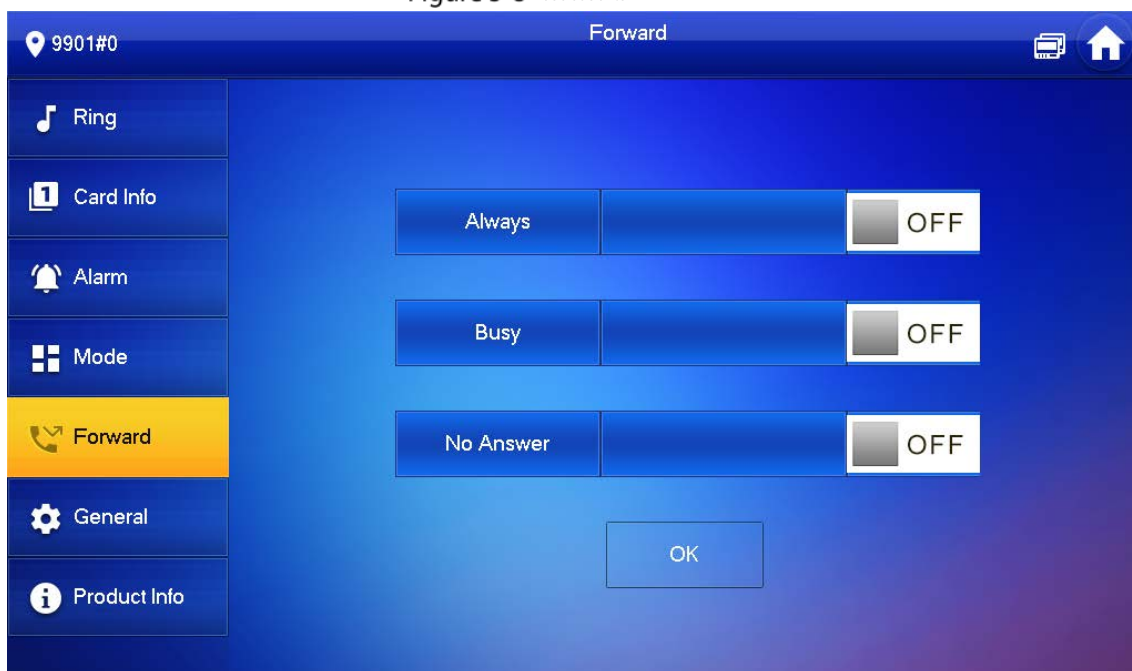 9901#0
Forward
Ring
Card Info
1
Alarm
Mode
Forward
General
Product Info
Always
OFF
Busy
OFF
No Answer
OFF
OK